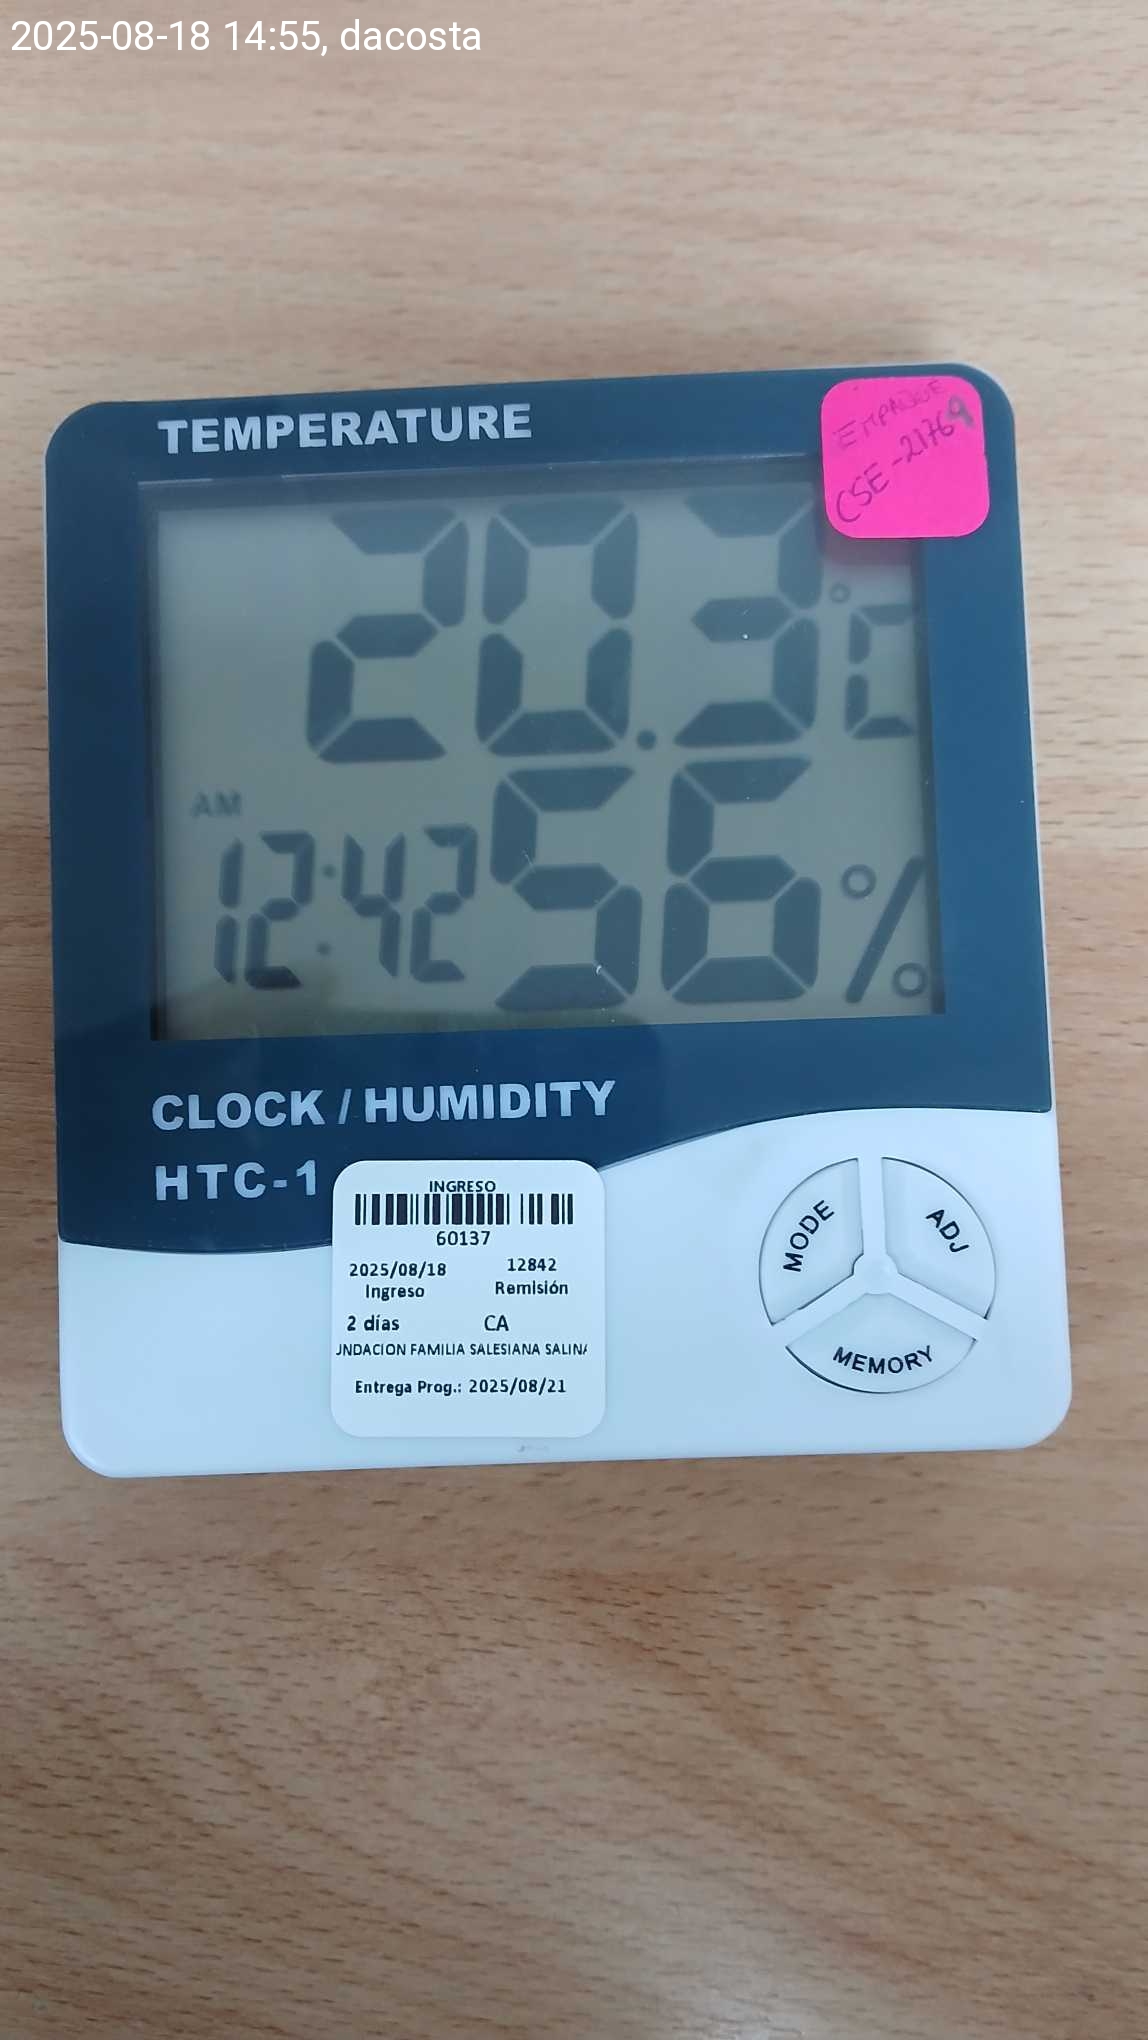 2025-08-18 14:55, dacosta
TEMPERATURE
EMPAQUE
CSE-21769
20.3 °C
AM
12:42
56 %
CLOCK / HUMIDITY
HTC-1
INGRESO
60137
2025/08/18 12842
Ingreso Remisión
2 días CA
UNDACION FAMILIA SALESIANA SALINA
Entrega Prog.: 2025/08/21
MODE
ADJ
MEMORY